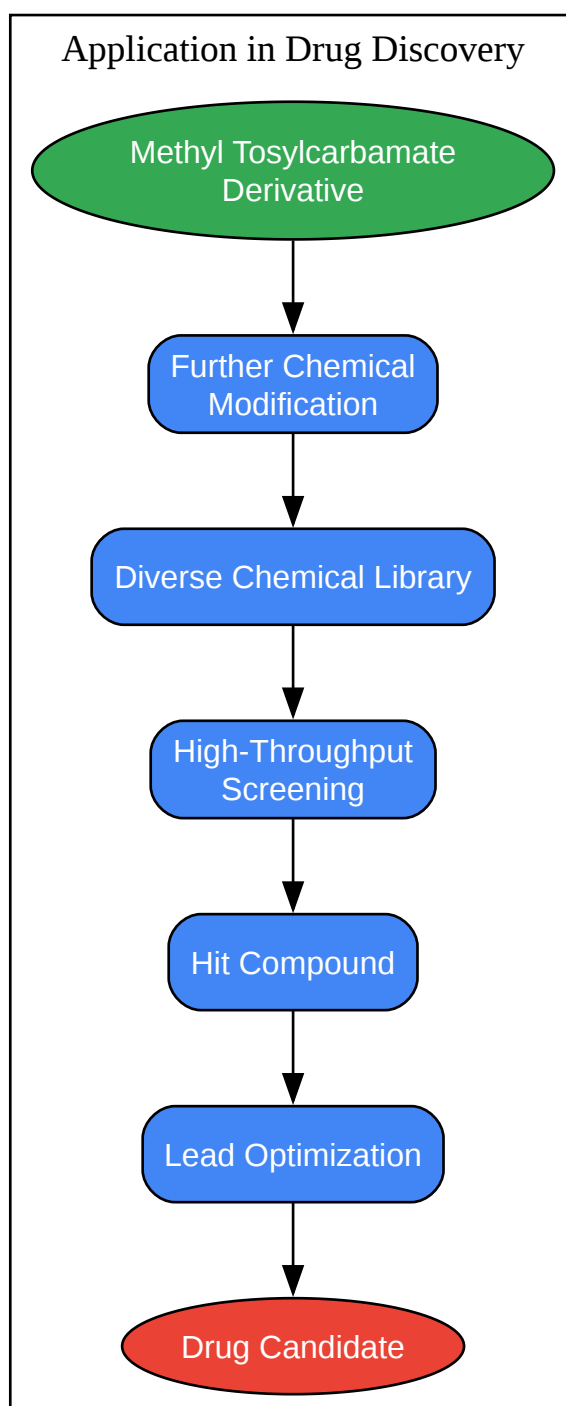 Application in Drug Discovery
Methyl Tosylcarbamate
Derivative
Further Chemical
Modification
Diverse Chemical Library
High-Throughput
Screening
Hit Compound
Lead Optimization
Drug Candidate